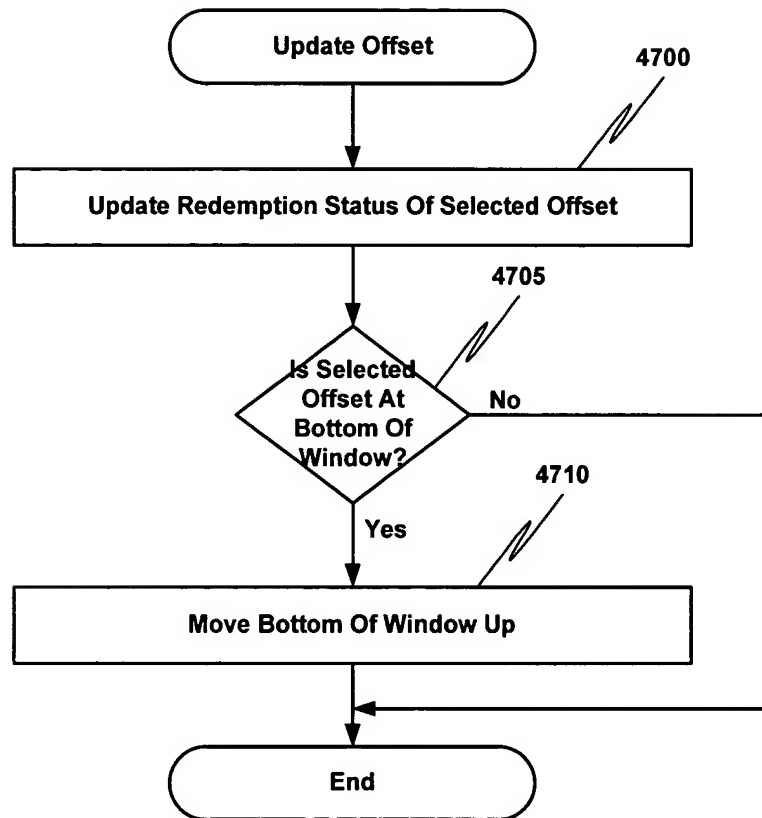 Update Offset
4700
Update Redemption Status Of Selected Offset
4705
Is Selected
Offset At
Bottom Of
Window?
No
4710
Yes
Move Bottom Of Window Up
End